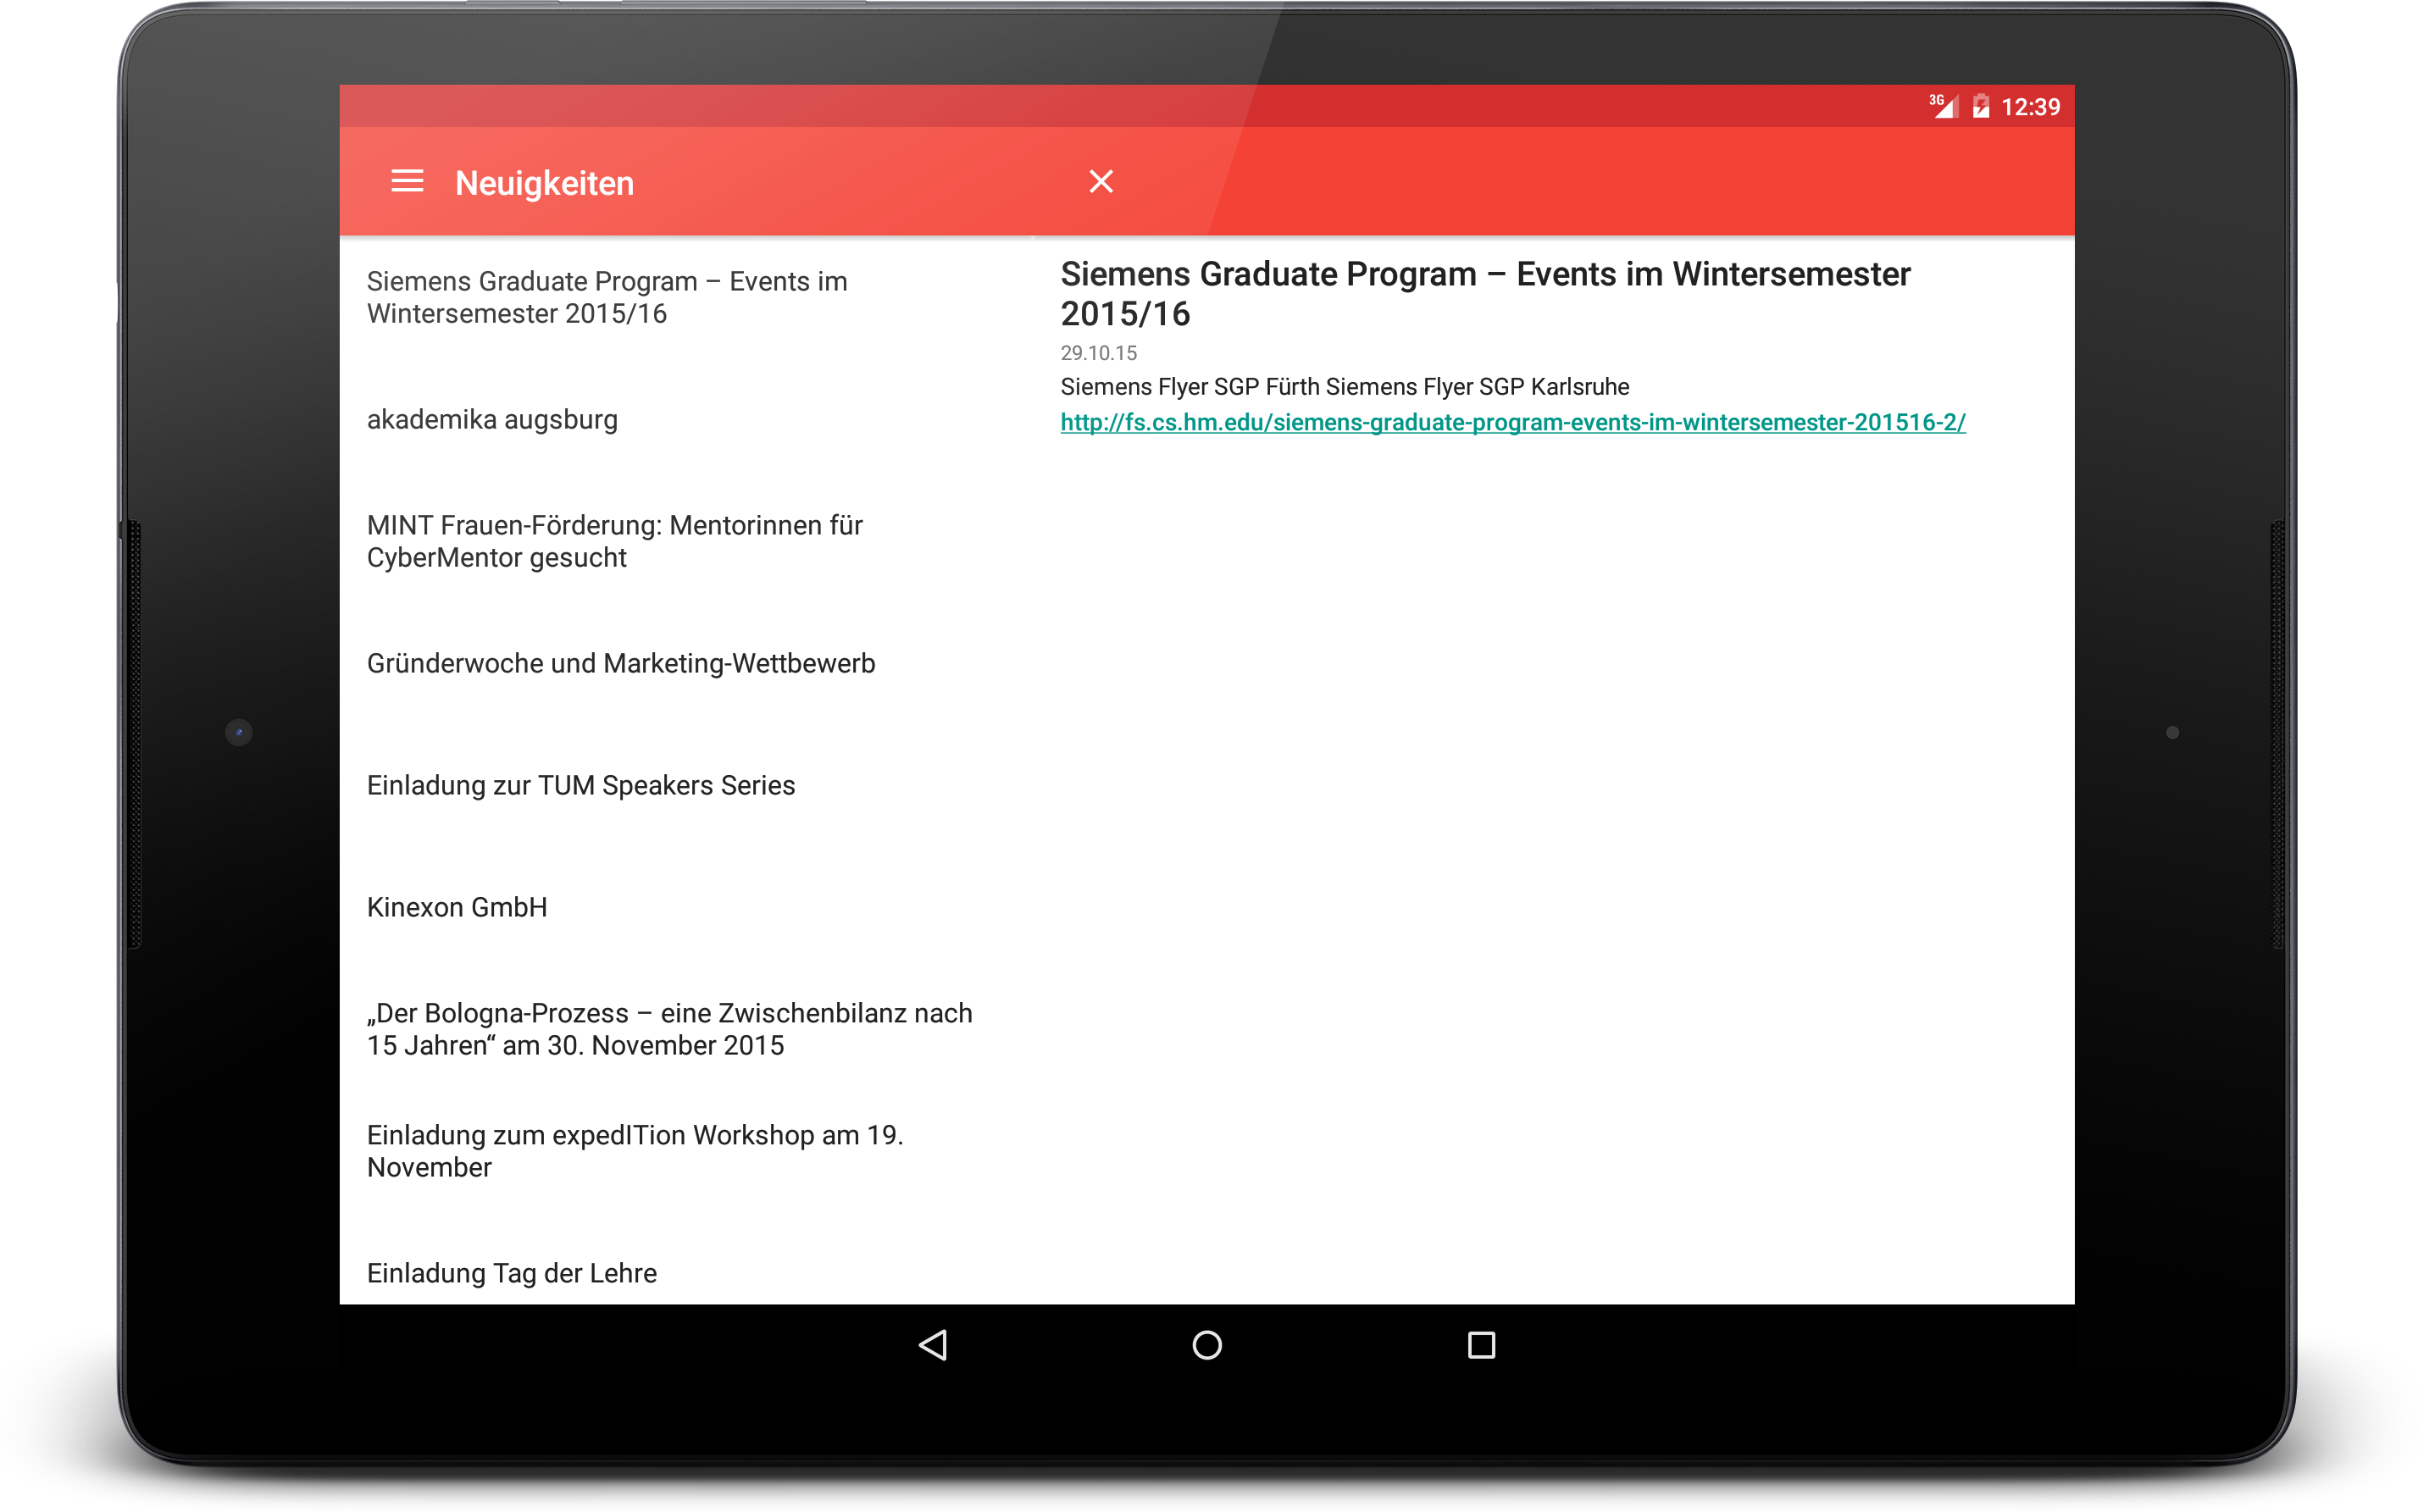 3G 12:39
Neuigkeiten
Siemens Graduate Program – Events im
Wintersemester 2015/16
akademika augsburg
MINT Frauen-Förderung: Mentorinnen für
CyberMentor gesucht
Gründerwoche und Marketing-Wettbewerb
Einladung zur TUM Speakers Series
Kinexon GmbH
„Der Bologna-Prozess – eine Zwischenbilanz nach
15 Jahren“ am 30. November 2015
Einladung zum expedITion Workshop am 19.
November
Einladung Tag der Lehre
Siemens Graduate Program – Events im Wintersemester
2015/16
29.10.15
Siemens Flyer SGP Fürth Siemens Flyer SGP Karlsruhe
http://fs.cs.hm.edu/siemens-graduate-program-events-im-wintersemester-201516-2/